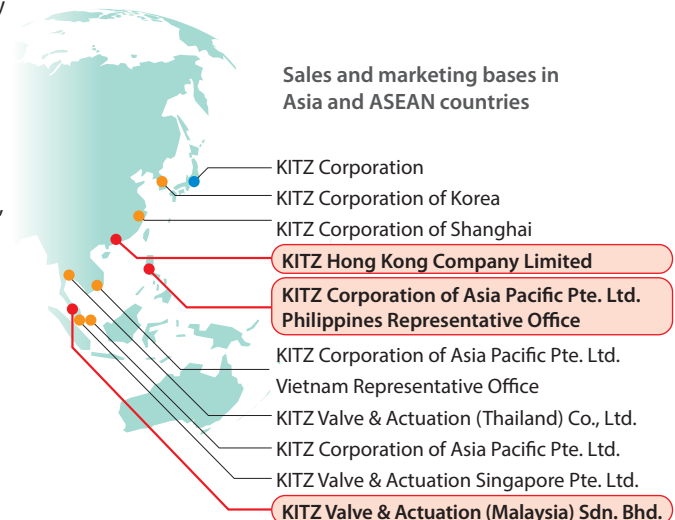 Sales and marketing bases in
Asia and ASEAN countries
KITZ Corporation
KITZ Corporation of Korea
KITZ Corporation of Shanghai
KITZ Hong Kong Company Limited
KITZ Corporation of Asia Pacific Pte. Ltd.
Philippines Representative Office
KITZ Corporation of Asia Pacific Pte. Ltd.
Vietnam Representative Office
KITZ Valve & Actuation (Thailand) Co., Ltd.
KITZ Corporation of Asia Pacific Pte. Ltd.
KITZ Valve & Actuation Singapore Pte. Ltd.
KITZ Valve & Actuation (Malaysia) Sdn. Bhd.